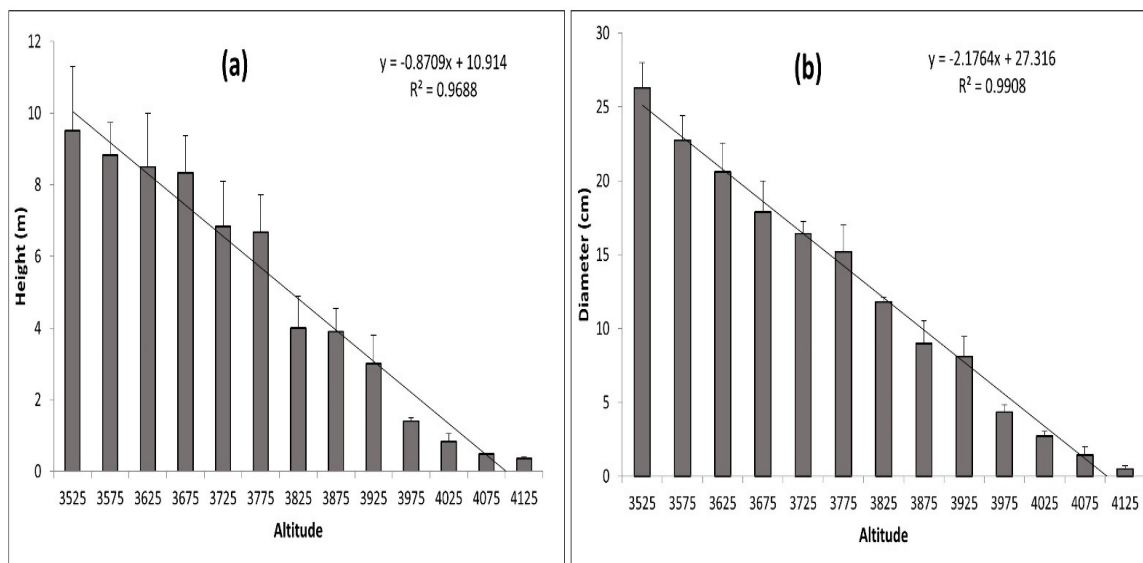 (a)
y = -0.8709x + 10.914
R² = 0.9688
Height (m)
12
10
8
6
4
2
0
3525 3575 3625 3675 3725 3775 3825 3875 3925 3975 4025 4075 4125
Altitude
(b)
y = -2.1764x + 27.316
R² = 0.9908
Diameter (cm)
30
25
20
15
10
5
0
3525 3575 3625 3675 3725 3775 3825 3875 3925 3975 4025 4075 4125
Altitude